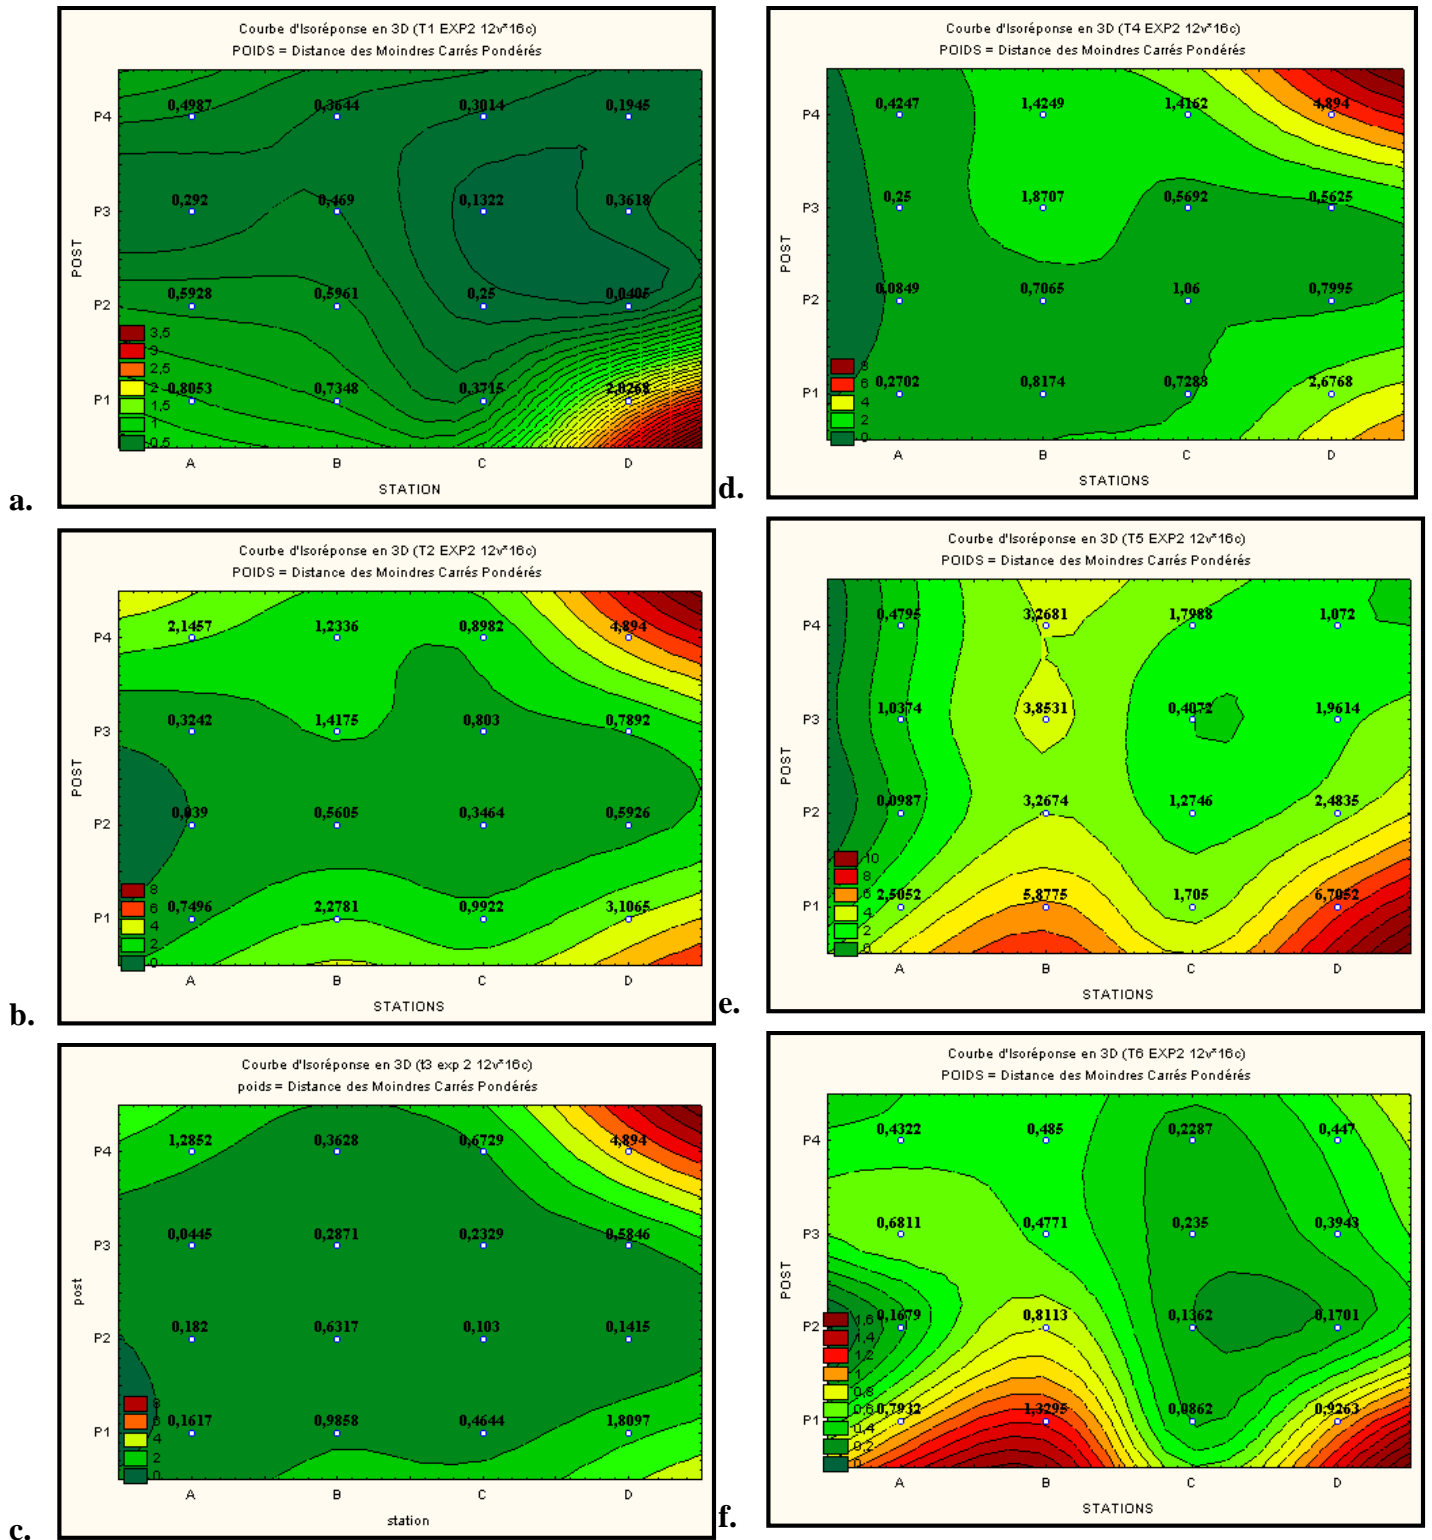 Courbe d'Isoréponse en 3D (T1 EXP2 12v*16c)
POIDS = Distance des Moindres Carrés Pondérés
POST
P4
0,4987
0,3644
0,3014
0,1945
P3
0,292
0,469
0,1322
0,3618
P2
0,5928
0,5961
0,25
0,0405
P1
0,8053
0,7348
0,3715
2,0268
3,5
3
2,5
2
1,5
1
0,5
A
B
C
D
STATION
a.
Courbe d'Isoréponse en 3D (T4 EXP2 12v*16c)
POIDS = Distance des Moindres Carrés Pondérés
POST
P4
0,4247
1,4249
1,4162
4,894
P3
0,25
1,8707
0,5692
0,5625
P2
0,0849
0,7065
1,06
0,7995
P1
0,2702
0,8174
0,7283
2,6768
8
6
4
2
0
A
B
C
D
STATIONS
d.
Courbe d'Isoréponse en 3D (T2 EXP2 12v*16c)
POIDS = Distance des Moindres Carrés Pondérés
POST
P4
2,1457
1,2336
0,8982
4,894
P3
0,3242
1,4175
0,803
0,7892
P2
0,039
0,5605
0,3464
0,5926
P1
0,7496
2,2781
0,9922
3,1065
8
6
4
2
0
A
B
C
D
STATIONS
b.
Courbe d'Isoréponse en 3D (T5 EXP2 12v*16c)
POIDS = Distance des Moindres Carrés Pondérés
POST
P4
0,4795
3,2681
1,7988
1,072
P3
1,0374
3,8531
0,4072
1,9614
P2
0,0987
3,2674
1,2746
2,4835
P1
2,5052
5,8775
1,705
6,7052
10
8
6
4
2
0
A
B
C
D
STATIONS
e.
Courbe d'Isoréponse en 3D (t3 exp 2 12v*16c)
poids = Distance des Moindres Carrés Pondérés
post
P4
1,2852
0,3628
0,6729
4,894
P3
0,0445
0,2871
0,2329
0,5846
P2
0,182
0,6317
0,103
0,1415
P1
0,1617
0,9858
0,4644
1,8097
8
6
4
2
0
A
B
C
D
station
c.
Courbe d'Isoréponse en 3D (T6 EXP2 12v*16c)
POIDS = Distance des Moindres Carrés Pondérés
POST
P4
0,4322
0,485
0,2287
0,447
P3
0,6811
0,4771
0,235
0,3943
P2
0,1679
0,8113
0,1362
0,1701
P1
0,7932
1,3295
0,0862
0,9263
1,6
1,4
1,2
1
0,8
0,6
0,4
0,2
0
A
B
C
D
STATIONS
f.